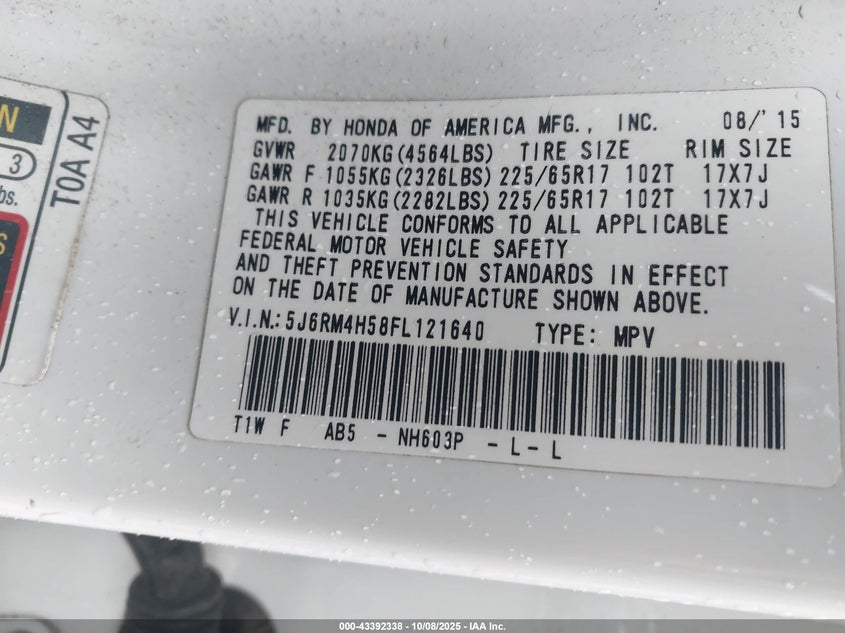 MFD. BY HONDA OF AMERICA MFG., INC. 08/'15
GVWR 2070KG(4564LBS) TIRE SIZE RIM SIZE
GAWR F 1055KG(2326LBS) 225/65R17 102T 17X7J
GAWR R 1035KG(2282LBS) 225/65R17 102T 17X7J
THIS VEHICLE CONFORMS TO ALL APPLICABLE
FEDERAL MOTOR VEHICLE SAFETY
AND THEFT PREVENTION STANDARDS IN EFFECT
ON THE DATE OF MANUFACTURE SHOWN ABOVE.
V.I.N.: 5J6RM4H58FL121640 TYPE: MPV
T1W F AB5 - NH603P - L - L
N
3
bs.
S
T0A A4
000-43392338 - 10/08/2025 - IAA Inc.